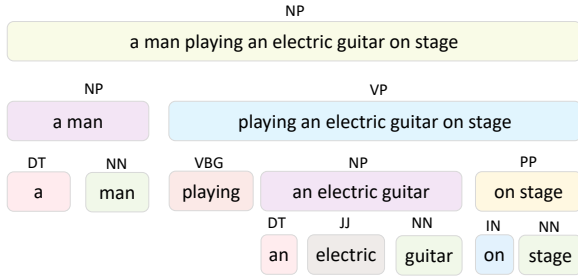 NP
a man playing an electric guitar on stage
NP VP
a man playing an electric guitar on stage
DT NN VBG NP PP
a man playing an electric guitar on stage
DT JJ NN IN NN
an electric guitar on stage